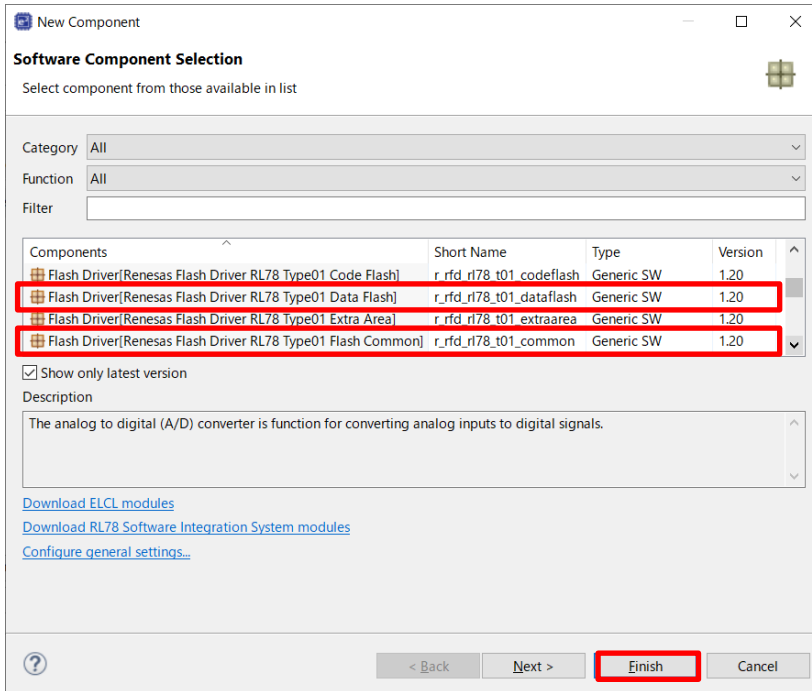 New Component
Software Component Selection
Select component from those available in list
Category All
Function All
Filter
Components Short Name Type Version
Flash Driver[Renesas Flash Driver RL78 Type01 Code Flash] r_rfd_rl78_t01_codeflash Generic SW 1.20
Flash Driver[Renesas Flash Driver RL78 Type01 Data Flash] r_rfd_rl78_t01_dataflash Generic SW 1.20
Flash Driver[Renesas Flash Driver RL78 Type01 Extra Area] r_rfd_rl78_t01_extraarea Generic SW 1.20
Flash Driver[Renesas Flash Driver RL78 Type01 Flash Common] r_rfd_rl78_t01_common Generic SW 1.20
Show only latest version
Description
The analog to digital (A/D) converter is function for converting analog inputs to digital signals.
Download ELCL modules
Download RL78 Software Integration System modules
Configure general settings...
? < Back Next > Finish Cancel